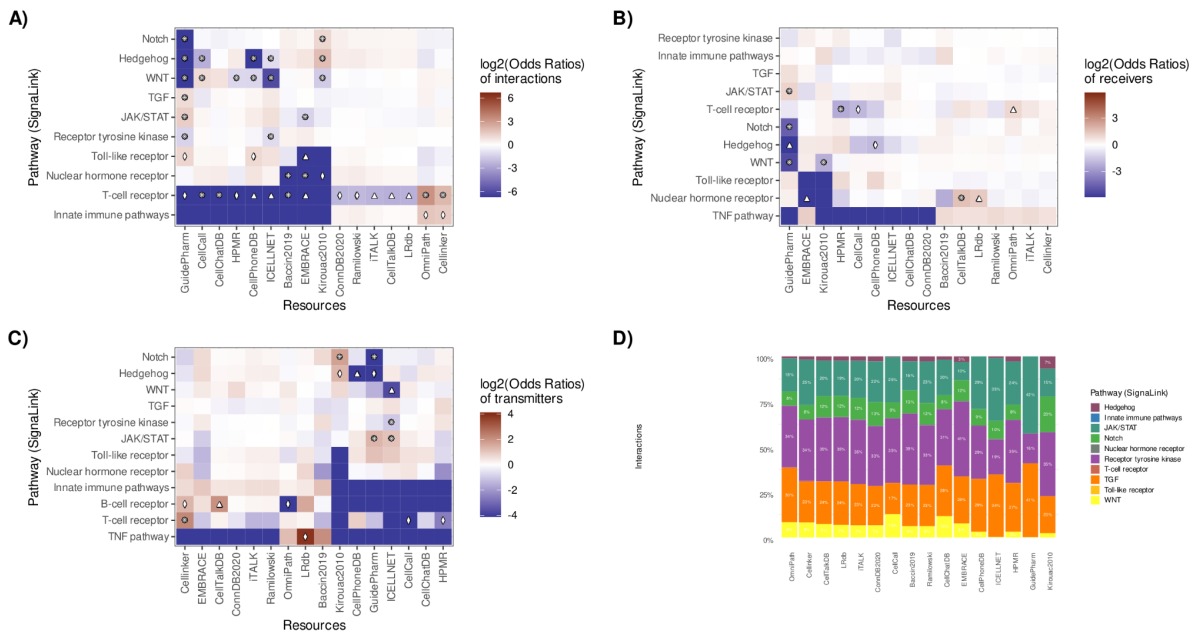 A)
Pathway (SignaLink)
Notch
Hedgehog
WNT
TGF
JAK/STAT
Receptor tyrosine kinase
Toll-like receptor
Nuclear hormone receptor
T-cell receptor
Innate immune pathways
GuidePharm
CellCall
CellChatDB
HPMR
CellPhoneDB
ICELLNET
Baccin2019
EMBRACE
Kirouac2010
ConnDB2020
Ramilowski
iTALK
CellTalkDB
LRdb
OmniPath
Cellinker
Resources
log2(Odds Ratios)
of interactions
6
4
2
0
-2
-4
-6
B)
Pathway (SignaLink)
Receptor tyrosine kinase
Innate immune pathways
TGF
JAK/STAT
T-cell receptor
Notch
Hedgehog
WNT
Toll-like receptor
Nuclear hormone receptor
TNF pathway
GuidePharm
EMBRACE
Kirouac2010
HPMR
CellCall
CellPhoneDB
ICELLNET
CellChatDB
ConnDB2020
Baccin2019
CellTalkDB
LRdb
Ramilowski
OmniPath
iTALK
Cellinker
Resources
log2(Odds Ratios)
of receivers
3
0
-3
C)
Pathway (SignaLink)
Notch
Hedgehog
WNT
TGF
Receptor tyrosine kinase
JAK/STAT
Toll-like receptor
Nuclear hormone receptor
Innate immune pathways
B-cell receptor
T-cell receptor
TNF pathway
Cellinker
EMBRACE
CellTalkDB
ConnDB2020
iTALK
Ramilowski
OmniPath
LRdb
Baccin2019
Kirouac2010
CellPhoneDB
GuidePharm
ICELLNET
CellCall
CellChatDB
HPMR
Resources
log2(Odds Ratios)
of transmitters
4
2
0
-2
-4
D)
Interactions
100%
75%
50%
25%
0%
OmniPath
Cellinker
CellTalkDB
LRdb
iTALK
ConnDB2020
CellCall
Baccin2019
Ramilowski
CellChatDB
EMBRACE
CellPhoneDB
ICELLNET
HPMR
GuidePharm
Kirouac2010
Pathway (SignaLink)
Hedgehog
Innate immune pathways
JAK/STAT
Notch
Nuclear hormone receptor
Receptor tyrosine kinase
T-cell receptor
TGF
Toll-like receptor
WNT